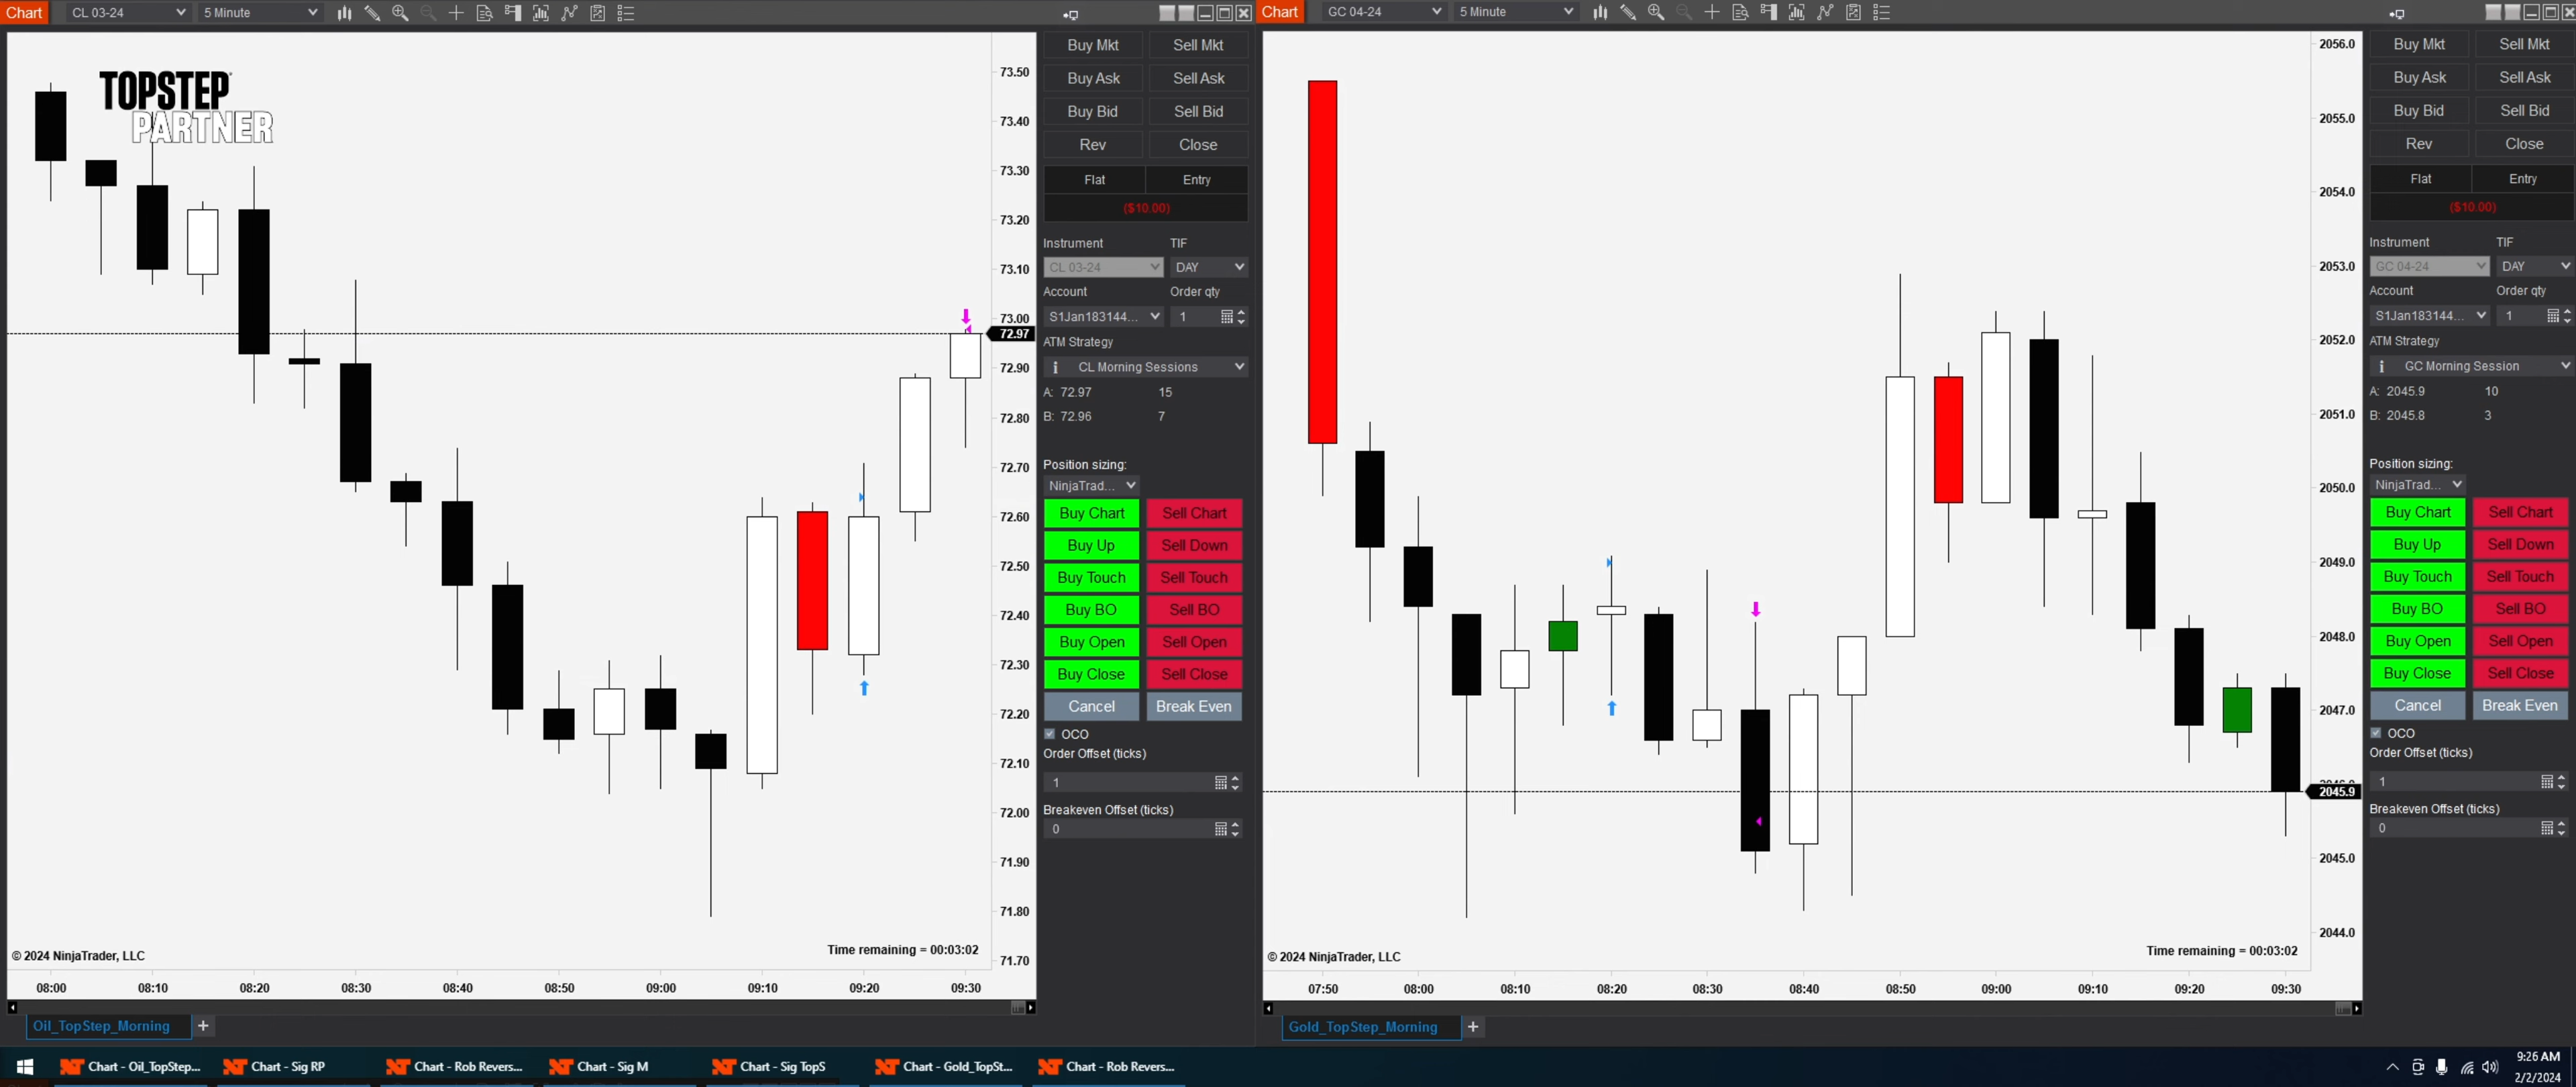 Chart CL 03-24 5 Minute
TOPSTEP
PARTNER
73.50
73.40
73.30
73.20
73.10
73.00
72.97
72.90
72.80
72.70
72.60
72.50
72.40
72.30
72.20
72.10
72.00
71.90
71.80
71.70
© 2024 NinjaTrader, LLC
Time remaining = 00:03:02
08:00 08:10 08:20 08:30 08:40 08:50 09:00 09:10 09:20 09:30
Oil_TopStep_Morning +
Buy Mkt Sell Mkt
Buy Ask Sell Ask
Buy Bid Sell Bid
Rev Close
Flat Entry
($10.00)
Instrument TIF
CL 03-24 DAY
Account Order qty
S1Jan183144... 1
ATM Strategy
i CL Morning Sessions
A: 72.97 15
B: 72.96 7
Position sizing:
NinjaTrad...
Buy Chart Sell Chart
Buy Up Sell Down
Buy Touch Sell Touch
Buy BO Sell BO
Buy Open Sell Open
Buy Close Sell Close
Cancel Break Even
OCO
Order Offset (ticks)
1
Breakeven Offset (ticks)
0
Chart GC 04-24 5 Minute
2056.0
2055.0
2054.0
2053.0
2052.0
2051.0
2050.0
2049.0
2048.0
2047.0
2045.9
2045.0
2044.0
© 2024 NinjaTrader, LLC
Time remaining = 00:03:02
07:50 08:00 08:10 08:20 08:30 08:40 08:50 09:00 09:10 09:20 09:30
Gold_TopStep_Morning +
Buy Mkt Sell Mkt
Buy Ask Sell Ask
Buy Bid Sell Bid
Rev Close
Flat Entry
($10.00)
Instrument TIF
GC 04-24 DAY
Account Order qty
S1Jan183144... 1
ATM Strategy
i GC Morning Session
A: 2045.9 10
B: 2045.8 3
Position sizing:
NinjaTrad...
Buy Chart Sell Chart
Buy Up Sell Down
Buy Touch Sell Touch
Buy BO Sell BO
Buy Open Sell Open
Buy Close Sell Close
Cancel Break Even
OCO
Order Offset (ticks)
1
Breakeven Offset (ticks)
0
Chart - Oil_TopStep... Chart - Sig RP Chart - Rob Revers... Chart - Sig M Chart - Sig TopS Chart - Gold_TopSt... Chart - Rob Revers...
9:26 AM
2/2/2024